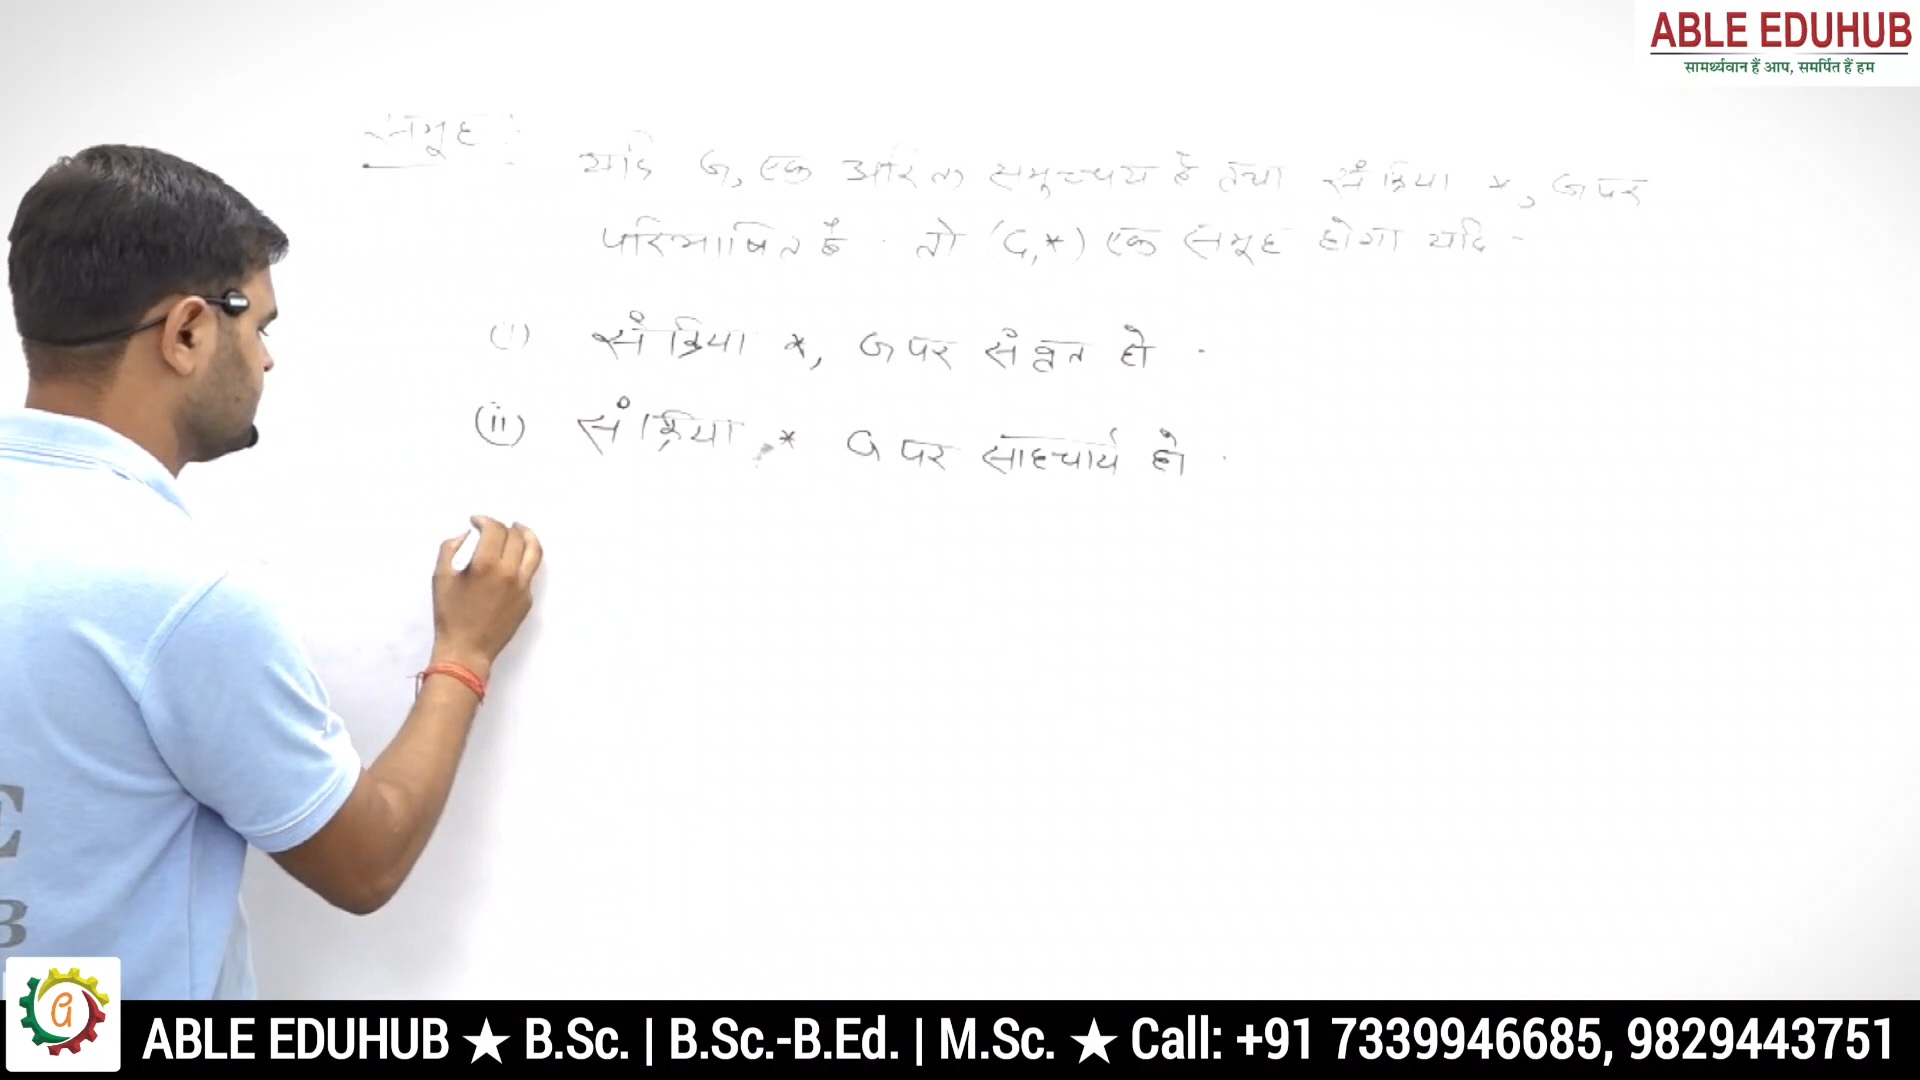 ABLE EDUHUB
सामर्थ्यवान हैं आप, समर्पित हैं हम
समूह :
यदि G, एक अरिक्त समुच्चय है तथा संक्रिया *, G पर
परिभाषित है . तो (G,*) एक समूह होगा यदि -
(i) संक्रिया *, G पर संवृत हो .
(ii) संक्रिया * G पर साहचार्य हो .
E
B
G
ABLE EDUHUB ★ B.Sc. | B.Sc.-B.Ed. | M.Sc. ★ Call: +91 7339946685, 9829443751